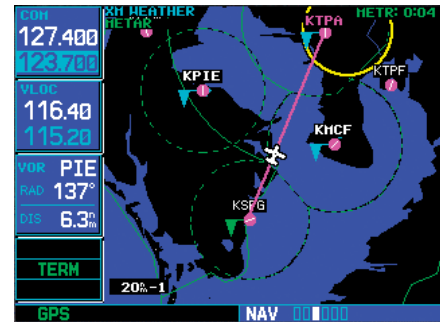 COM
127.400
123.700
VLOC
116.40
115.20
VOR PIE
RAD 137°
DIS 6.3nm
TERM
GPS
XM WEATHER
METAR
METR: 0:04
KTPA
KTPF
KPIE
KMCF
KSPG
20nm-1
NAV